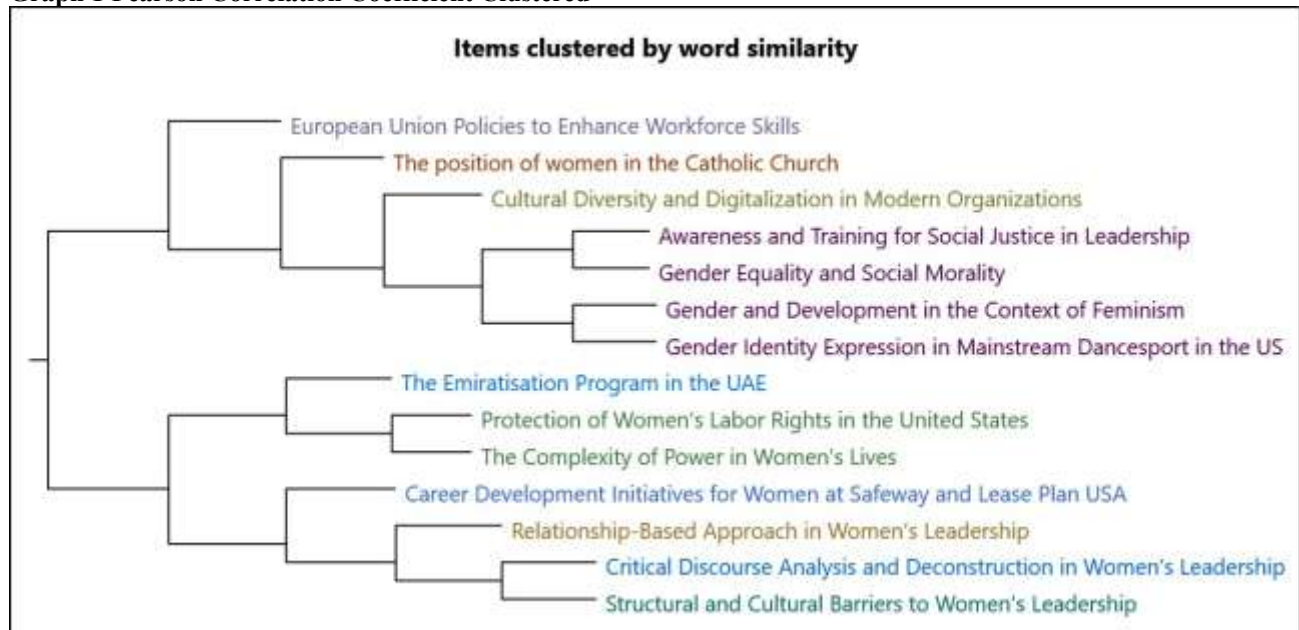 Graph 1 Pearson Correlation Coefficient Clustered
Items clustered by word similarity
European Union Policies to Enhance Workforce Skills
The position of women in the Catholic Church
Cultural Diversity and Digitalization in Modern Organizations
Awareness and Training for Social Justice in Leadership
Gender Equality and Social Morality
Gender and Development in the Context of Feminism
Gender Identity Expression in Mainstream Dancesport in the US
The Emiratisation Program in the UAE
Protection of Women's Labor Rights in the United States
The Complexity of Power in Women's Lives
Career Development Initiatives for Women at Safeway and Lease Plan USA
Relationship-Based Approach in Women's Leadership
Critical Discourse Analysis and Deconstruction in Women's Leadership
Structural and Cultural Barriers to Women's Leadership